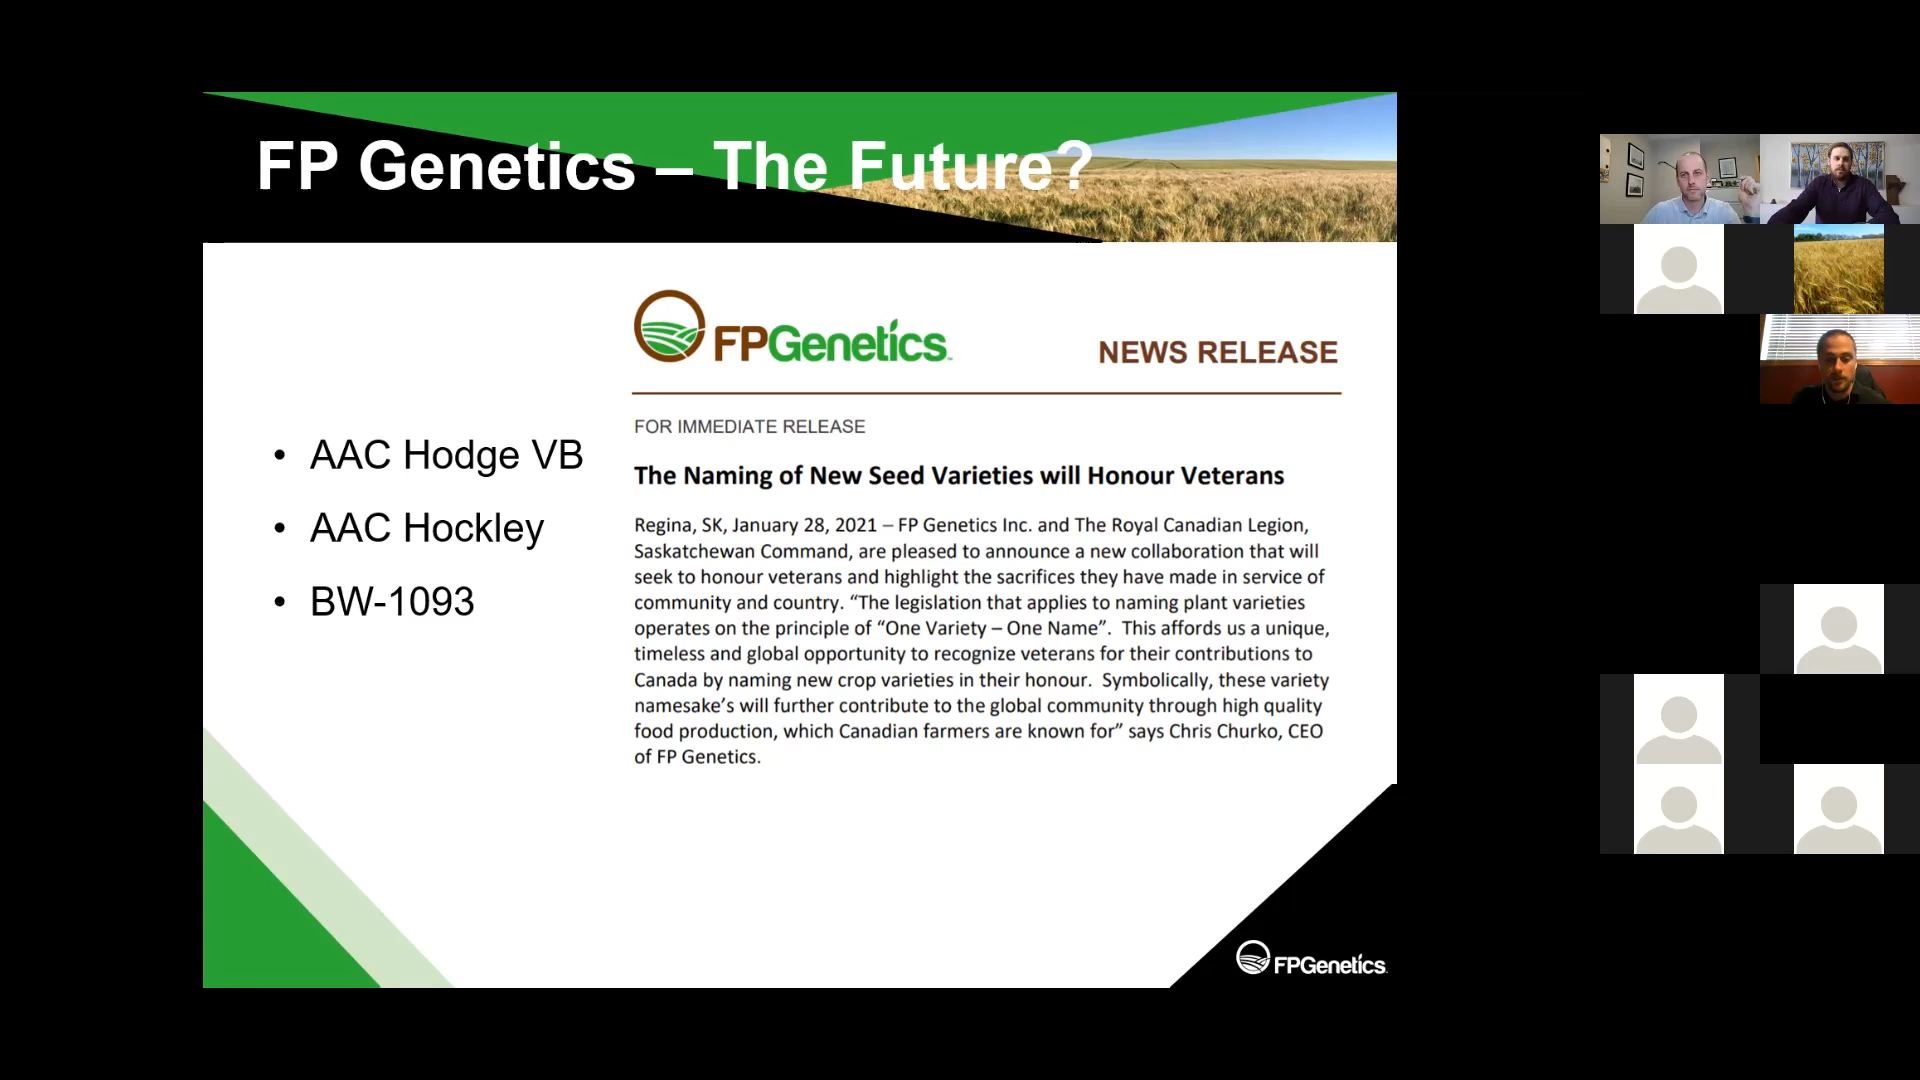 FP Genetics – The Future?
• AAC Hodge VB
• AAC Hockley
• BW-1093
FPGenetics
NEWS RELEASE
FOR IMMEDIATE RELEASE
The Naming of New Seed Varieties will Honour Veterans
Regina, SK, January 28, 2021 – FP Genetics Inc. and The Royal Canadian Legion,
Saskatchewan Command, are pleased to announce a new collaboration that will
seek to honour veterans and highlight the sacrifices they have made in service of
community and country. “The legislation that applies to naming plant varieties
operates on the principle of “One Variety – One Name”. This affords us a unique,
timeless and global opportunity to recognize veterans for their contributions to
Canada by naming new crop varieties in their honour. Symbolically, these variety
namesake’s will further contribute to the global community through high quality
food production, which Canadian farmers are known for” says Chris Churko, CEO
of FP Genetics.
FPGenetics